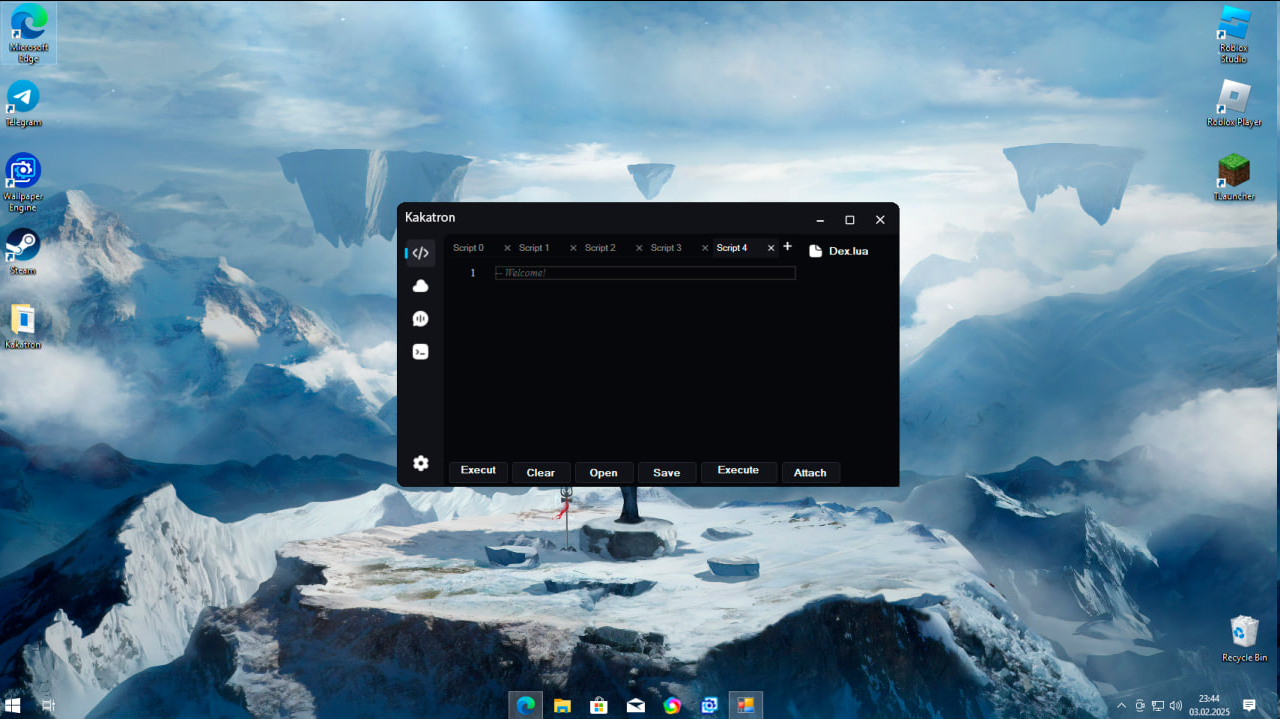 Microsoft
Edge
Telegram
Wallpaper
Engine
Steam
Kakatron
Kakatron
Script 0
Script 1
Script 2
Script 3
Script 4
Dex.lua
1
-- Welcome!
Execut
Clear
Open
Save
Execute
Attach
Roblox
Studio
Roblox Player
TLauncher
Recycle Bin
23:44
03.02.2025